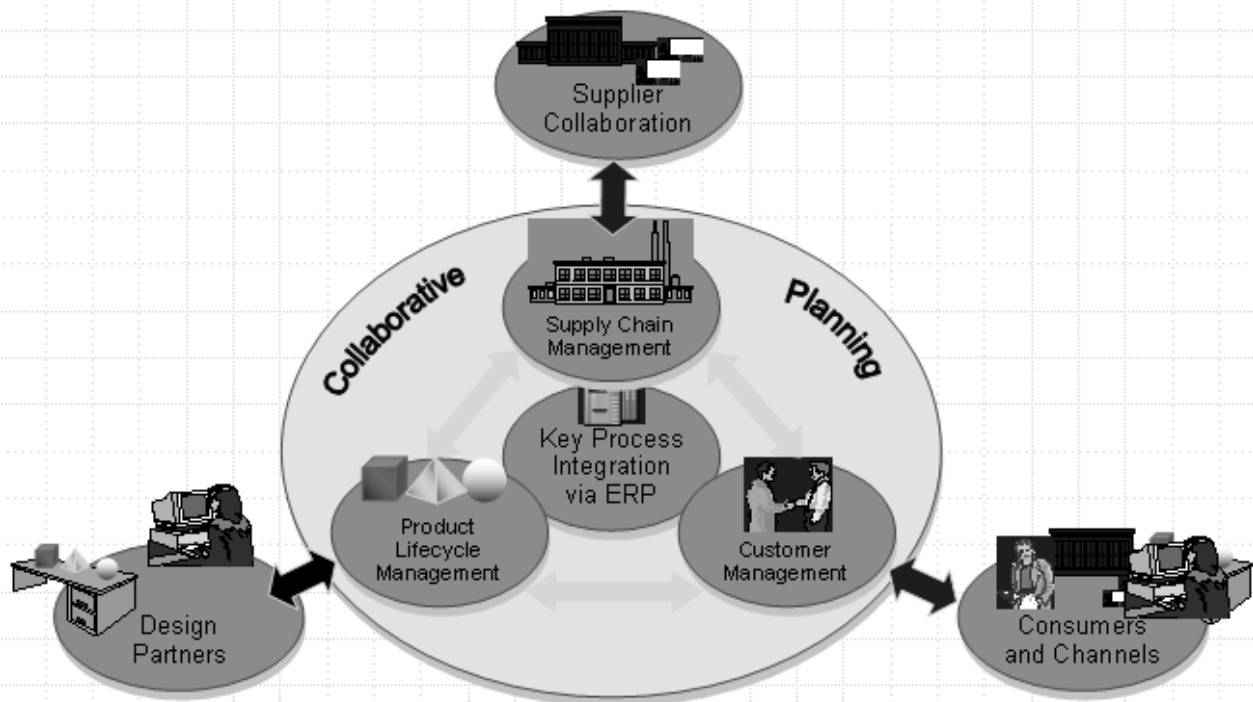 Supplier
Collaboration
Collaborative
Planning
Supply Chain
Management
Key Process
Integration
via ERP
Product
Lifecycle
Management
Customer
Management
Design
Partners
Consumers
and Channels